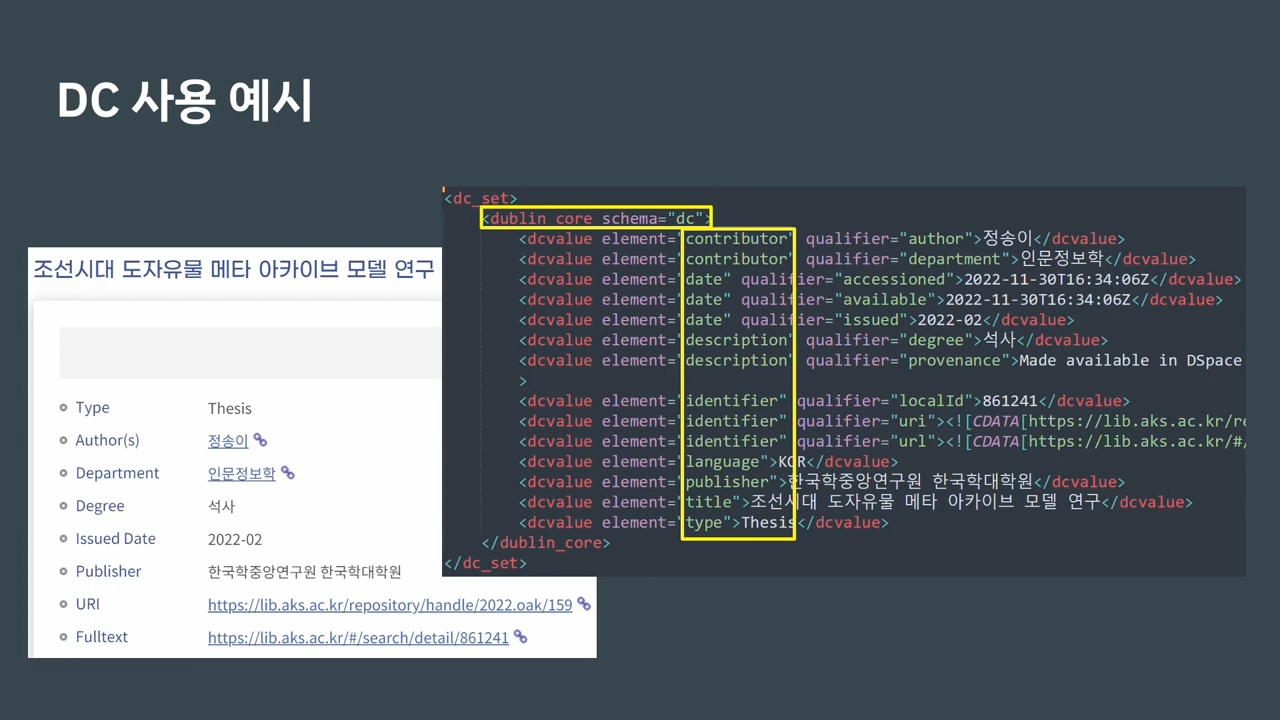 DC 사용 예시
조선시대 도자유물 메타 아카이브 모델 연구
Type Thesis
Author(s) 정송이
Department 인문정보학
Degree 석사
Issued Date 2022-02
Publisher 한국학중앙연구원 한국학대학원
URI https://lib.aks.ac.kr/repository/handle/2022.oak/159
Fulltext https://lib.aks.ac.kr/#/search/detail/861241
<dc_set>
<dublin_core schema="dc">
<dcvalue element="contributor" qualifier="author">정송이</dcvalue>
<dcvalue element="contributor" qualifier="department">인문정보학</dcvalue>
<dcvalue element="date" qualifier="accessioned">2022-11-30T16:34:06Z</dcvalue>
<dcvalue element="date" qualifier="available">2022-11-30T16:34:06Z</dcvalue>
<dcvalue element="date" qualifier="issued">2022-02</dcvalue>
<dcvalue element="description" qualifier="degree">석사</dcvalue>
<dcvalue element="description" qualifier="provenance">Made available in DSpace
>
<dcvalue element="identifier" qualifier="localId">861241</dcvalue>
<dcvalue element="identifier" qualifier="uri"><![CDATA[https://lib.aks.ac.kr/re
<dcvalue element="identifier" qualifier="url"><![CDATA[https://lib.aks.ac.kr/#/
<dcvalue element="language">KOR</dcvalue>
<dcvalue element="publisher">한국학중앙연구원 한국학대학원</dcvalue>
<dcvalue element="title">조선시대 도자유물 메타 아카이브 모델 연구</dcvalue>
<dcvalue element="type">Thesis</dcvalue>
</dublin_core>
</dc_set>